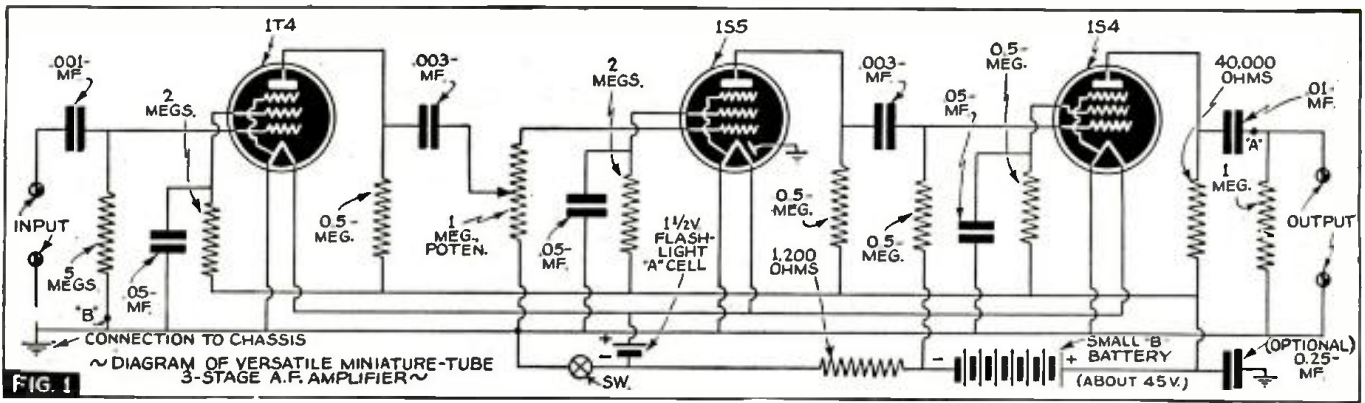 1T4
1S5
1S4
.001-
MF.
2
MEGS.
.003-
MF.
2
MEGS.
.003-
MF.
.05-
MF.
0.5-
MEG.
40,000
OHMS
.01-
MF.
"A"
INPUT
5
MEGS.
"B"
.05-
MF.
0.5-
MEG.
1
MEG.,
POTEN.
.05-
MF.
1½V.
FLASH-
LIGHT
"A" CELL
0.5-
MEG.
1,200
OHMS
0.5-
MEG.
1
MEG.
OUTPUT
CONNECTION TO CHASSIS
~DIAGRAM OF VERSATILE MINIATURE-TUBE
3-STAGE A.F. AMPLIFIER~
+
-
SW.
-
+
SMALL "B"
BATTERY
(ABOUT 45V.)
(OPTIONAL)
0.25-
MF.
FIG. 1